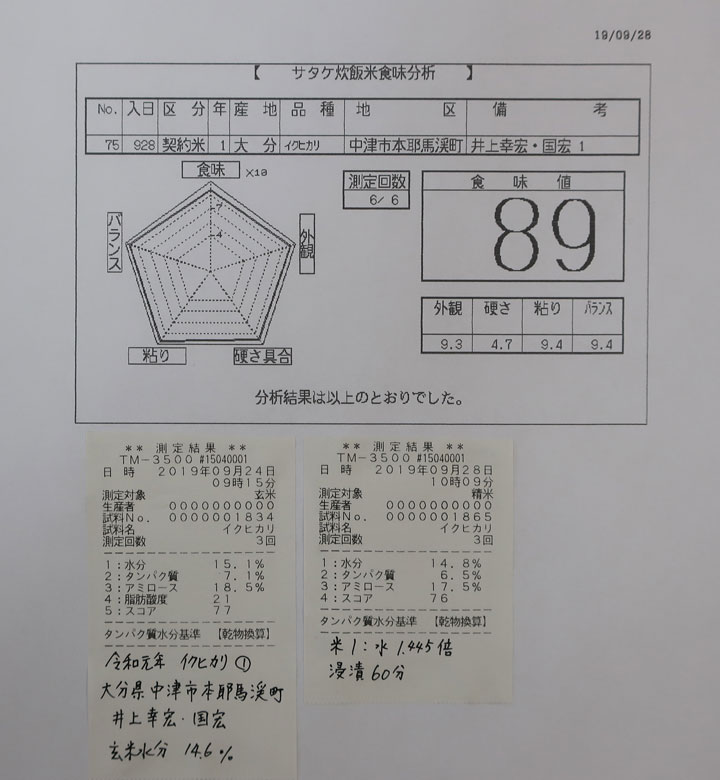 19/09/28
【 サタケ炊飯米食味分析 】
No. 入日 区分 年 産地 品種 地区 備考
75 928 契約米 1 大分 イクヒカリ 中津市本耶馬渓町 井上幸宏・国宏 1
食味 ×10
7
4
バランス
外観
粘り
硬さ具合
測定回数
6/ 6
食味値
89
外観 硬さ 粘り バランス
9.3 4.7 9.4 9.4
分析結果は以上のとおりでした。
** 測定結果 **
TM-3500 #15040001
日 時 2019年09月24日
09時15分
測定対象 玄米
生産者 0000000000
試料No. 0000001834
試料名 イクヒカリ
測定回数 3回
1:水分 15.1%
2:タンパク質 7.1%
3:アミロース 18.5%
4:脂肪酸度 21
5:スコア 77
タンパク質水分基準 【乾物換算】
令和元年 イクヒカリ ①
大分県中津市本耶馬渓町
井上幸宏・国宏
玄米水分 14.6%
** 測定結果 **
TM-3500 #15040001
日 時 2019年09月28日
10時09分
測定対象 精米
生産者 0000000000
試料No. 0000001865
試料名 イクヒカリ
測定回数 3回
1:水分 14.8%
2:タンパク質 6.5%
3:アミロース 17.5%
4:スコア 76
タンパク質水分基準 【乾物換算】
米1:水 1.445倍
浸漬60分